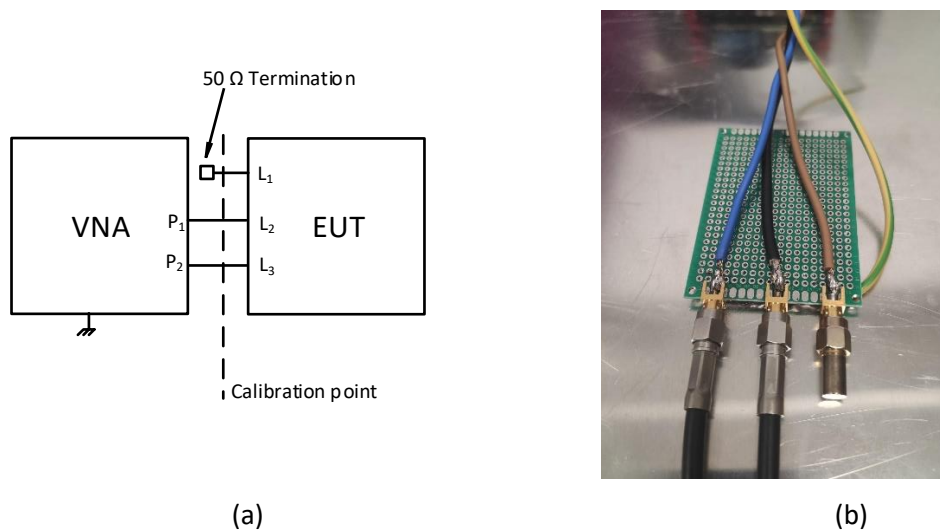 50 Ω Termination
VNA
P1
P2
L1
L2
L3
EUT
Calibration point
(a)
(b)